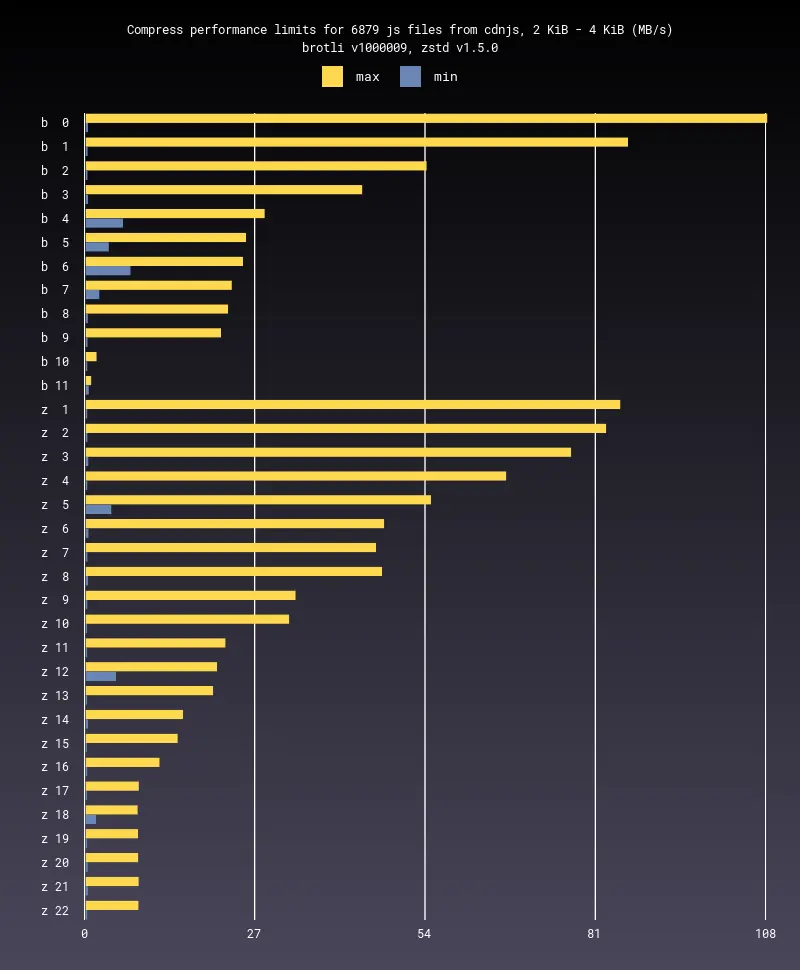 Compress performance limits for 6879 js files from cdnjs, 2 KiB - 4 KiB (MB/s)
brotli v1000009, zstd v1.5.0
max min
b 0
b 1
b 2
b 3
b 4
b 5
b 6
b 7
b 8
b 9
b 10
b 11
z 1
z 2
z 3
z 4
z 5
z 6
z 7
z 8
z 9
z 10
z 11
z 12
z 13
z 14
z 15
z 16
z 17
z 18
z 19
z 20
z 21
z 22
0 27 54 81 108